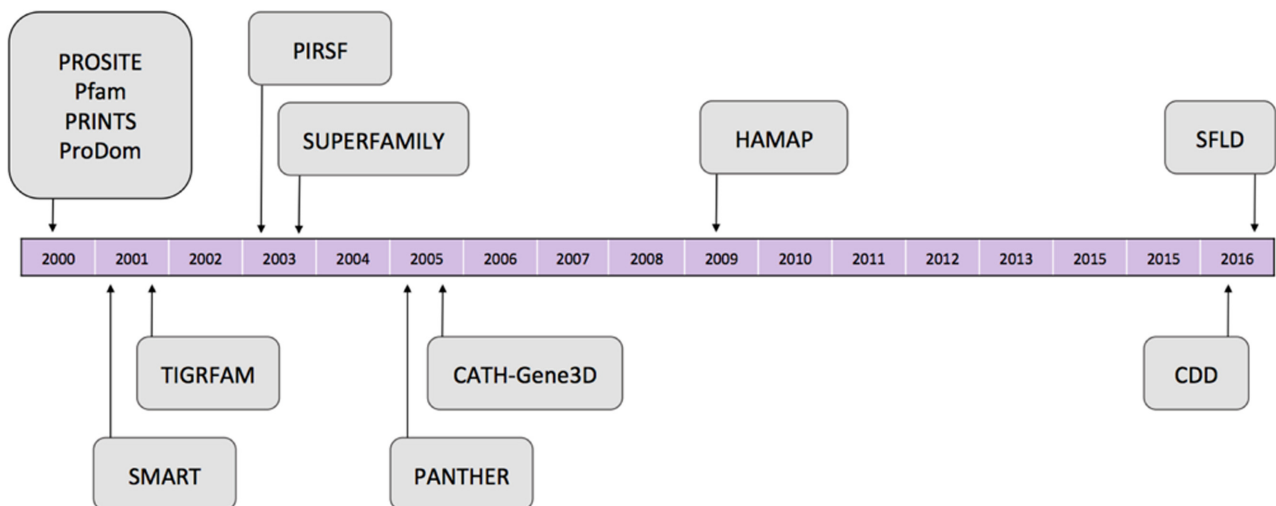 PROSITE
Pfam
PRINTS
ProDom
PIRSF
SUPERFAMILY
HAMAP
SFLD
2000 2001 2002 2003 2004 2005 2006 2007 2008 2009 2010 2011 2012 2013 2015 2015 2016
TIGRFAM
CATH-Gene3D
CDD
SMART
PANTHER